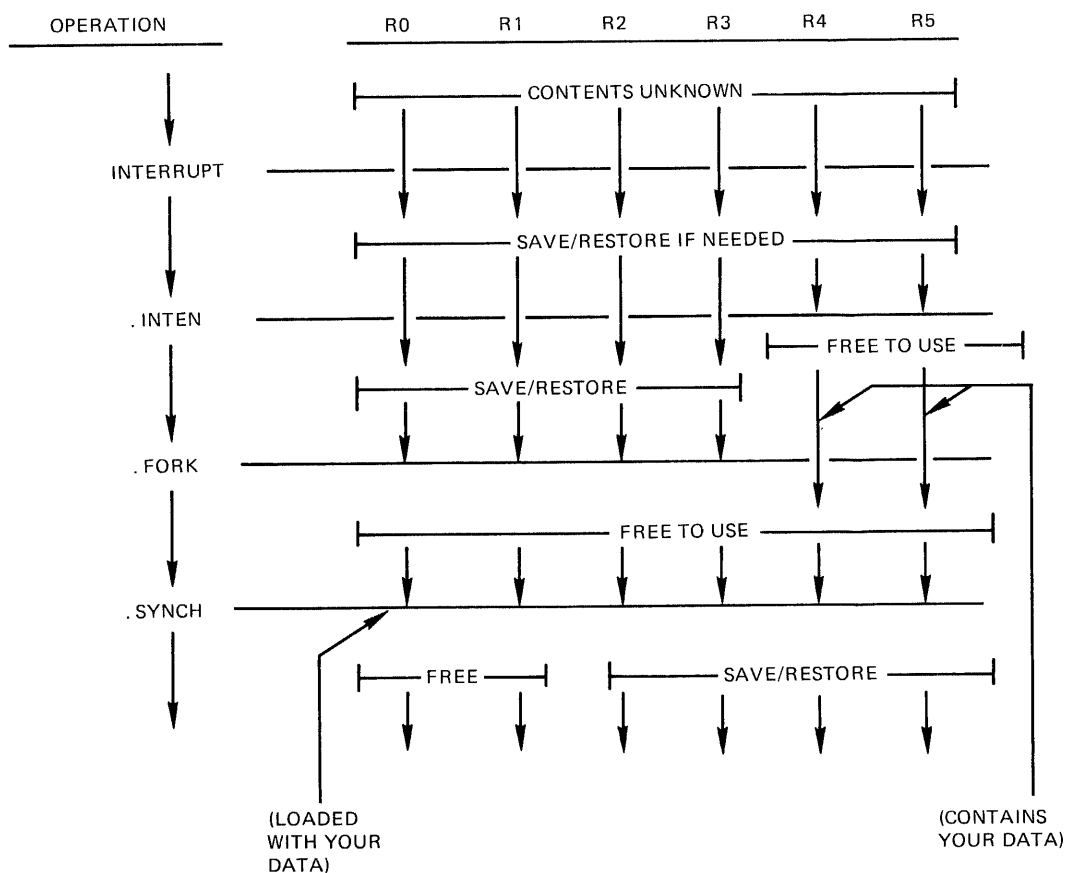 OPERATION R0 R1 R2 R3 R4 R5
CONTENTS UNKNOWN
INTERRUPT
SAVE/RESTORE IF NEEDED
.INTEN
FREE TO USE
SAVE/RESTORE
.FORK
FREE TO USE
.SYNCH
FREE SAVE/RESTORE
(LOADED
WITH YOUR
DATA)
(CONTAINS
YOUR DATA)